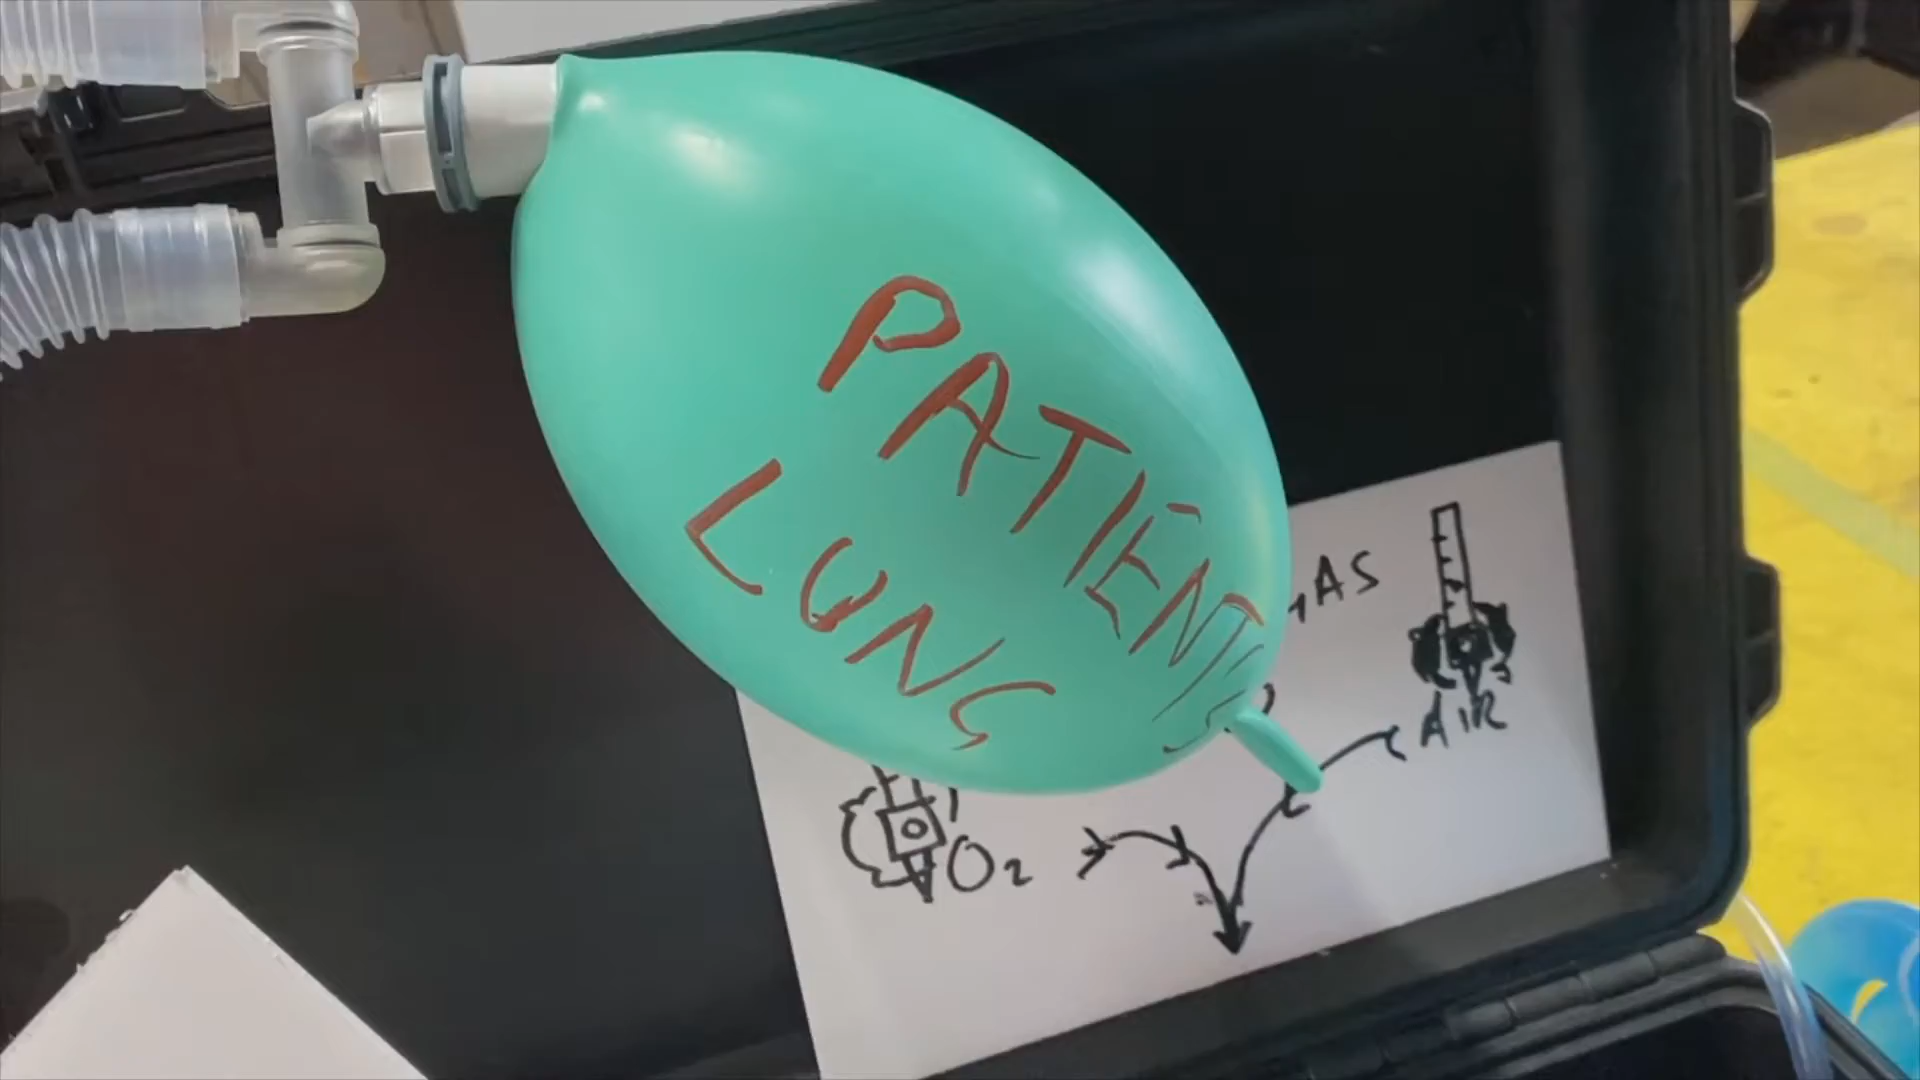 PATIENTS
LUNG
AS
AIR
O2